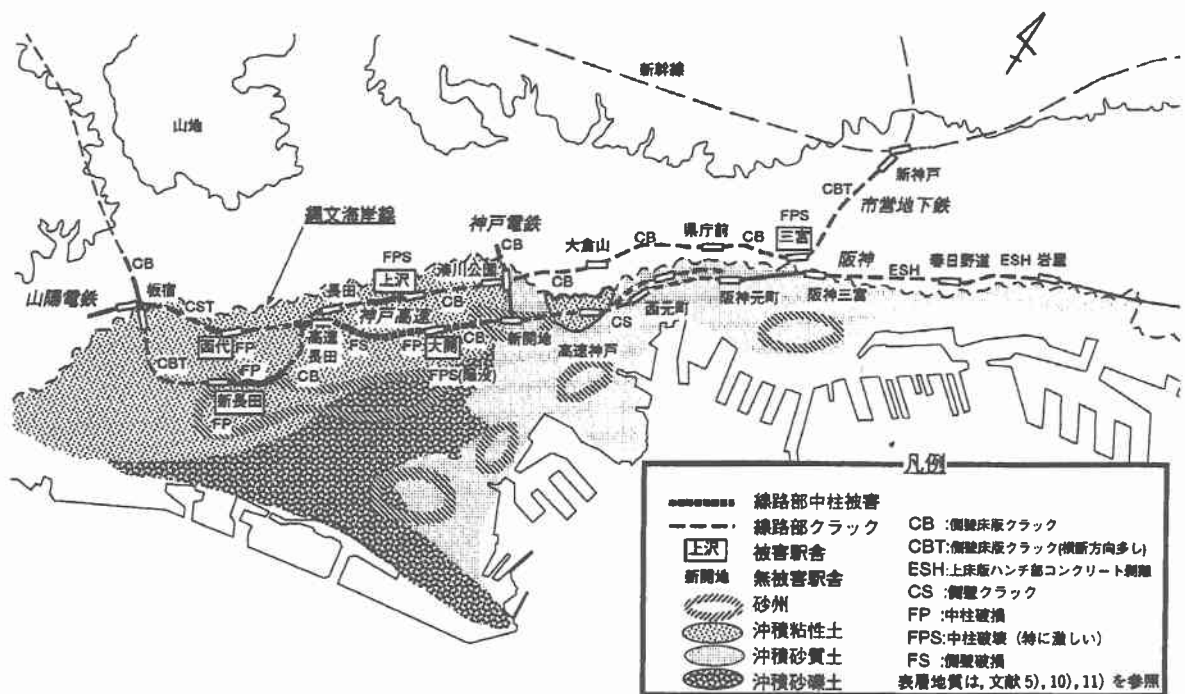 新幹線
山地
新神戸
CBT
市営地下鉄
縄文海岸線
神戸電鉄
CB
FPS
三宮
県庁前
大倉山
CB
CB
阪神
春日野道
ESH
ESH 岩屋
FPS
上沢
湊川公園
CB
CB
長田
神戸高速
CB
山陽電鉄
板宿
CST
西代
FP
高速
長田
FS
FP
大開
CB
新開地
CS
西元町
阪神元町
阪神三宮
高速神戸
CBT
FP
CB
新長田
FP
FPS(陥没)
凡例
線路部中柱被害
線路部クラック
上沢 被害駅舎
新開地 無被害駅舎
砂州
沖積粘性土
沖積砂質土
沖積砂礫土
CB :側壁床版クラック
CBT:側壁床版クラック(横断方向多し)
ESH:上床版ハンチ部コンクリート剥離
CS :側壁クラック
FP :中柱破損
FPS:中柱破壊（特に激しい）
FS :側壁破損
表層地質は, 文献 5), 10), 11) を参照